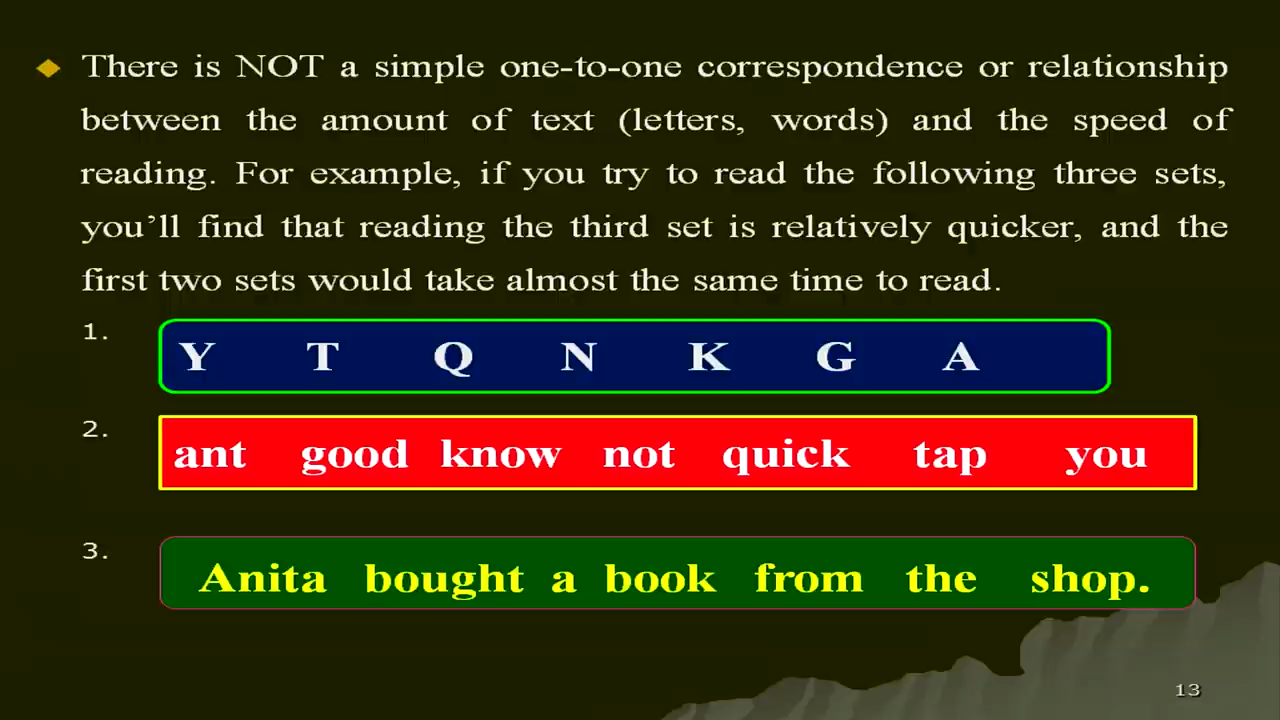 There is NOT a simple one-to-one correspondence or relationship
between the amount of text (letters, words) and the speed of
reading. For example, if you try to read the following three sets,
you’ll find that reading the third set is relatively quicker, and the
first two sets would take almost the same time to read.
1. Y T Q N K G A
2. ant good know not quick tap you
3. Anita bought a book from the shop.
13